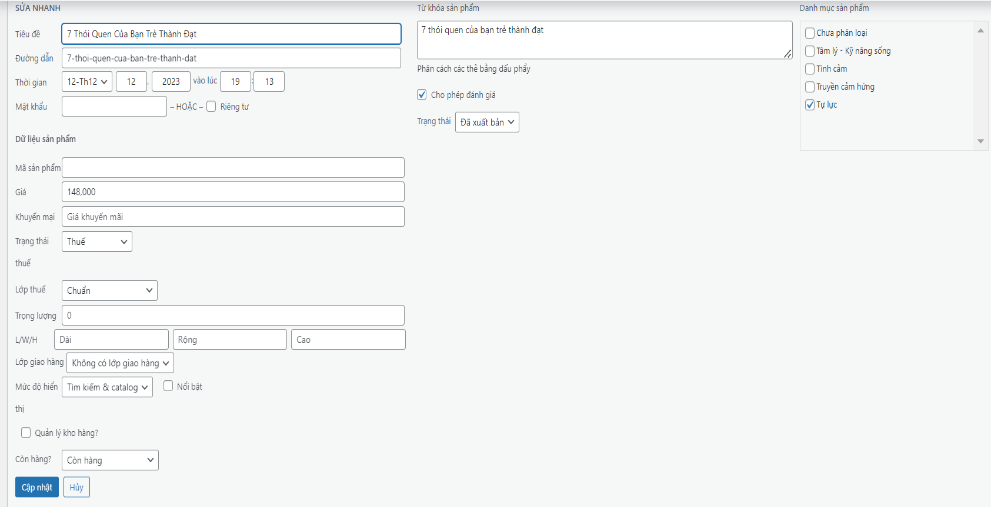 SỬA NHANH
Tiêu đề 7 Thói Quen Của Bạn Trẻ Thành Đạt
Đường dẫn 7-thoi-quen-cua-ban-tre-thanh-dat
Thời gian 12-Th12 12 , 2023 vào lúc 19 : 13
Mật khẩu – HOẶC – Riêng tư
Dữ liệu sản phẩm
Mã sản phẩm
Giá 148,000
Khuyến mại Giá khuyến mãi
Trạng thái thuế Thuế
Lớp thuế Chuẩn
Trọng lượng 0
L/W/H Dài Rộng Cao
Lớp giao hàng Không có lớp giao hàng
Mức độ hiển thị Tìm kiếm & catalog Nổi bật
Quản lý kho hàng?
Còn hàng? Còn hàng
Cập nhật Hủy
Từ khóa sản phẩm
7 thói quen của bạn trẻ thành đạt
Phân cách các thẻ bằng dấu phẩy
Cho phép đánh giá
Trạng thái Đã xuất bản
Danh mục sản phẩm
Chưa phân loại
Tâm lý - Kỹ năng sống
Tình cảm
Truyền cảm hứng
Tự lực